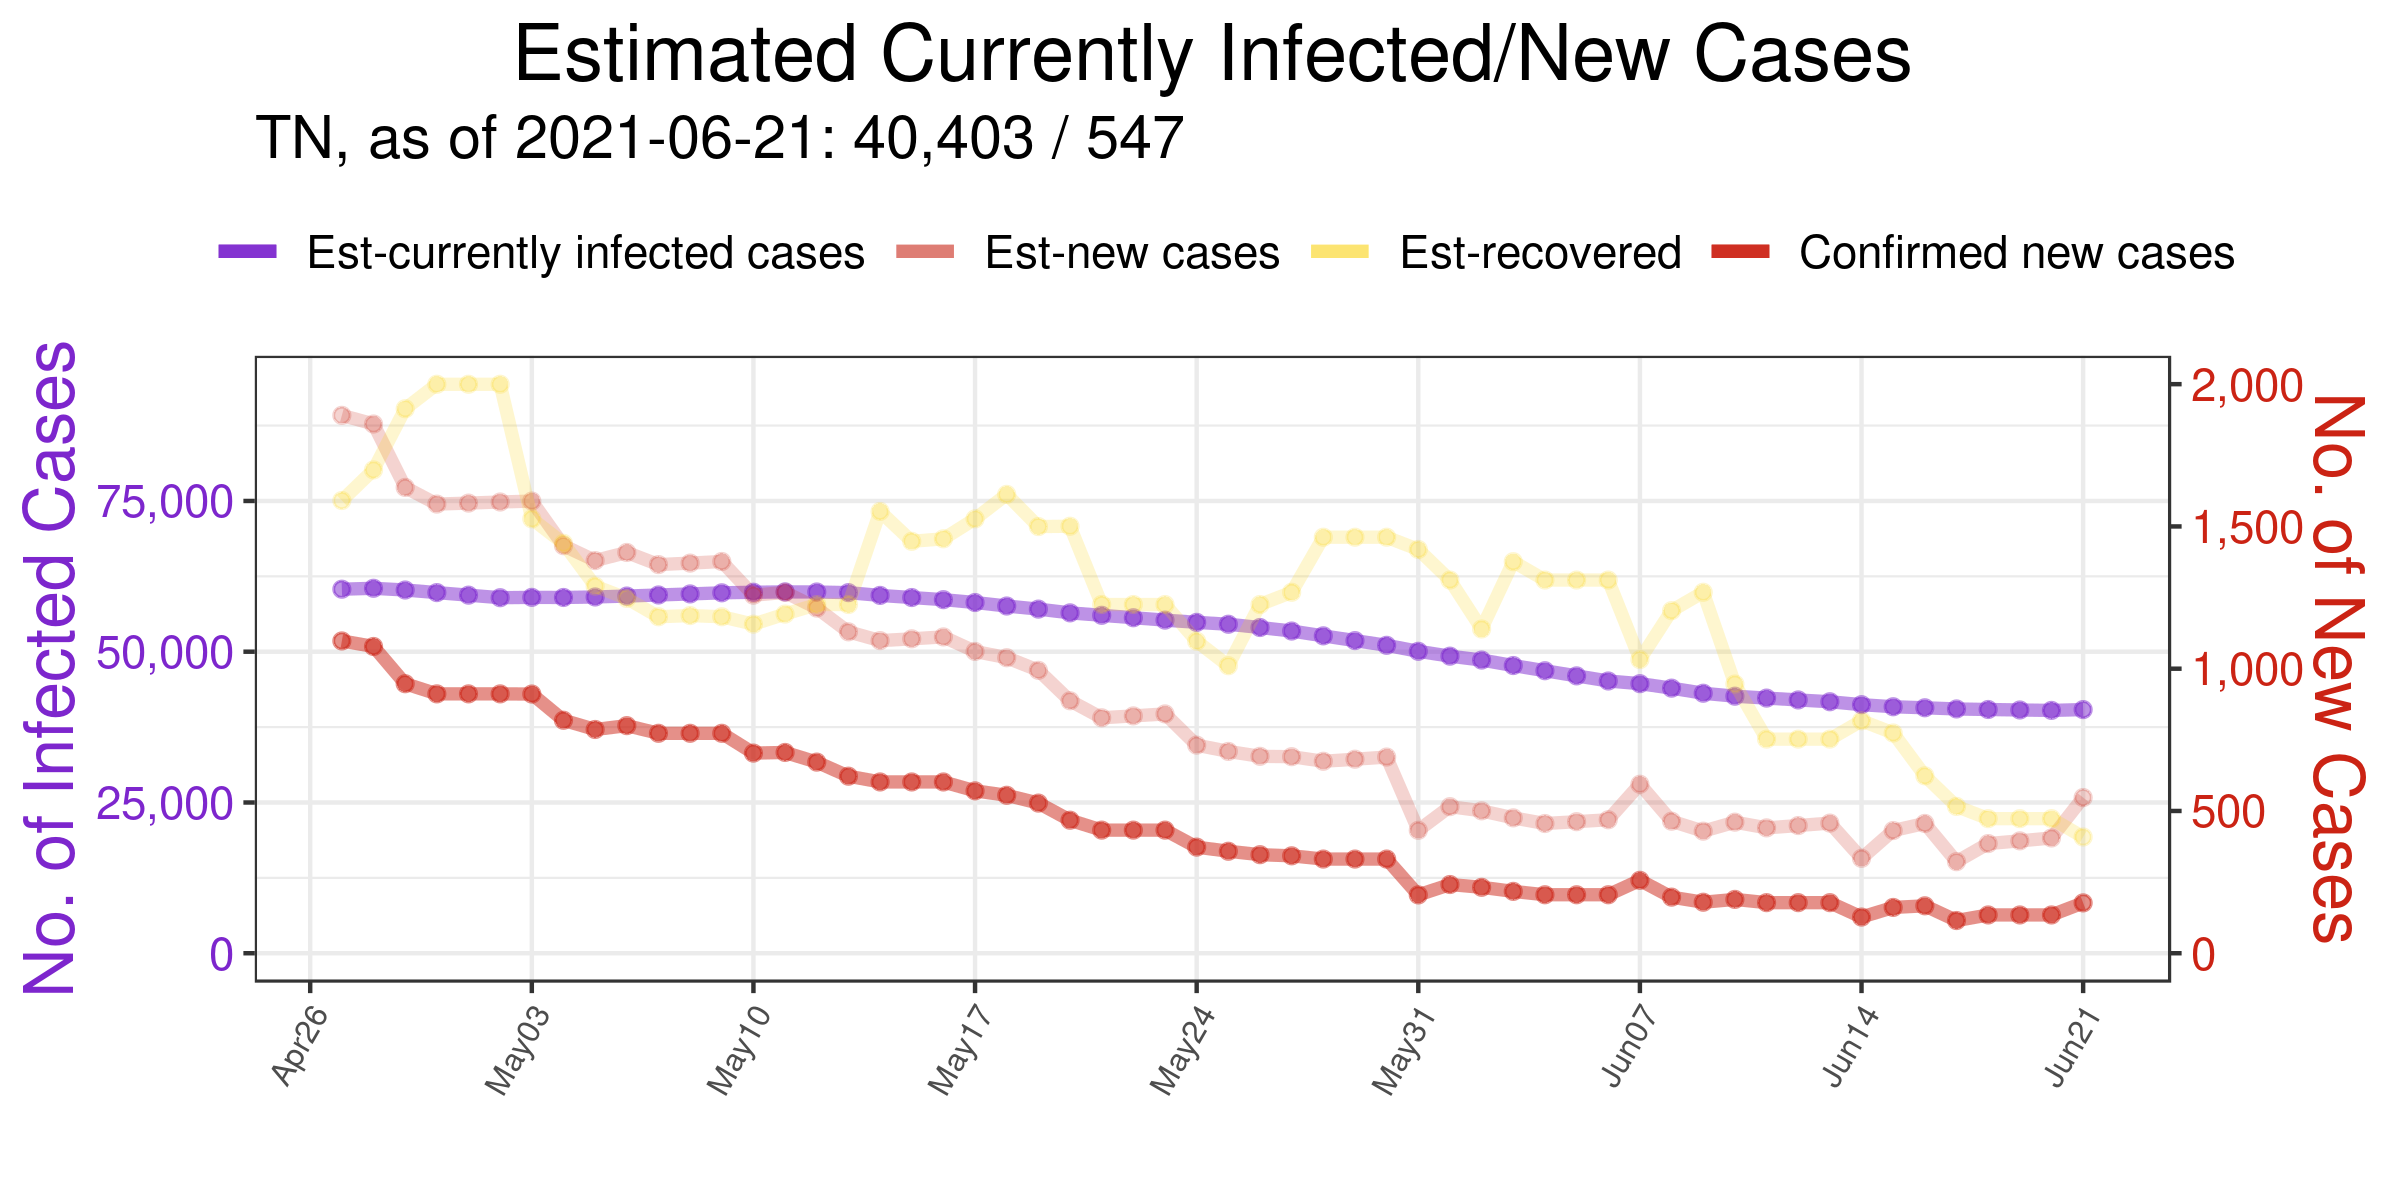 Estimated Currently Infected/New Cases
TN, as of 2021-06-21: 40,403 / 547
Est-currently infected cases Est-new cases Est-recovered Confirmed new cases
No. of Infected Cases
75,000
50,000
25,000
0
2,000
1,500
1,000
500
0
No. of New Cases
Apr26 May03 May10 May17 May24 May31 Jun07 Jun14 Jun21